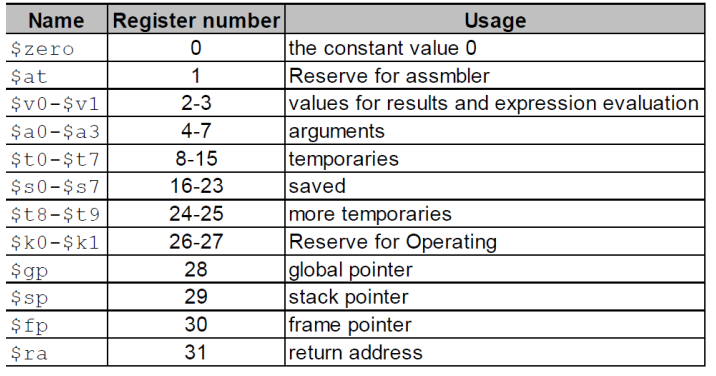 Name Register number Usage
$zero 0 the constant value 0
$at 1 Reserve for assmbler
$v0-$v1 2-3 values for results and expression evaluation
$a0-$a3 4-7 arguments
$t0-$t7 8-15 temporaries
$s0-$s7 16-23 saved
$t8-$t9 24-25 more temporaries
$k0-$k1 26-27 Reserve for Operating
$gp 28 global pointer
$sp 29 stack pointer
$fp 30 frame pointer
$ra 31 return address